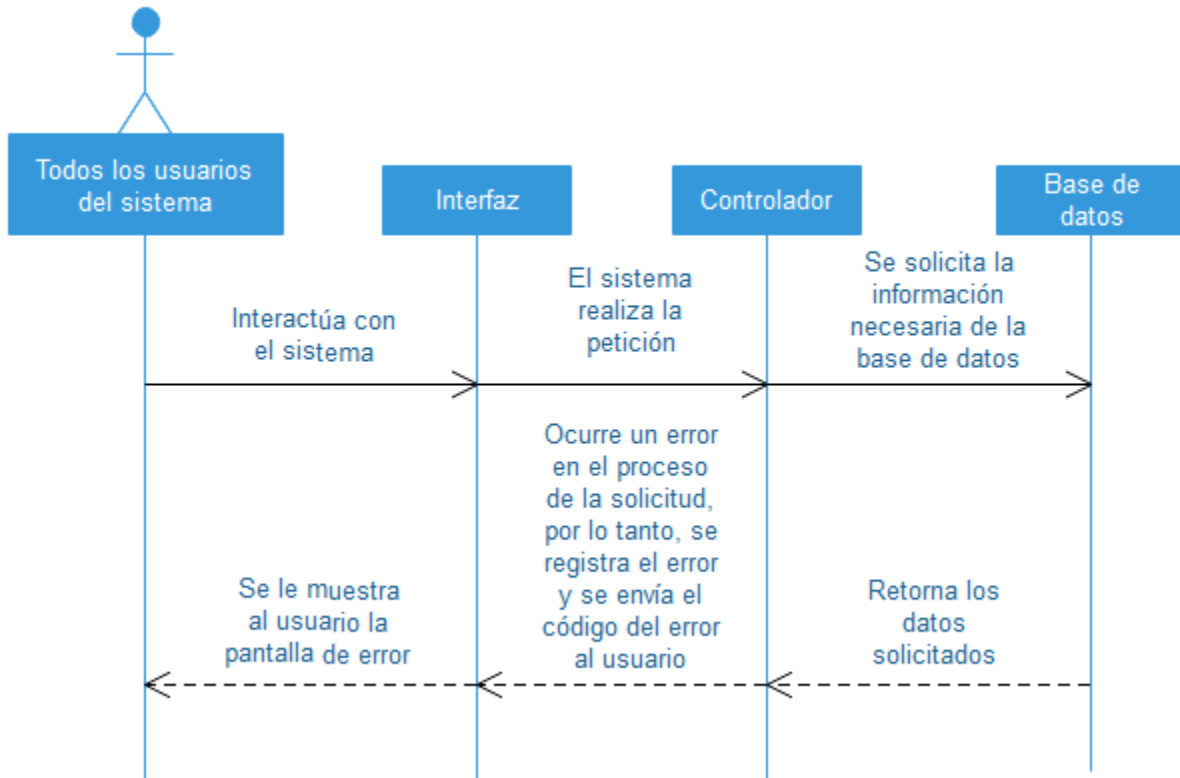 Todos los usuarios
del sistema
Interfaz
Controlador
Base de
datos
Interactúa con
el sistema
El sistema
realiza la
petición
Se solicita la
información
necesaria de la
base de datos
Se le muestra
al usuario la
pantalla de error
Ocurre un error
en el proceso
de la solicitud,
por lo tanto, se
registra el error
y se envía el
código del error
al usuario
Retorna los
datos
solicitados